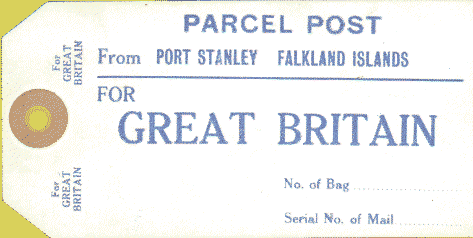 PARCEL POST
For
GREAT
BRITAIN
From PORT STANLEY FALKLAND ISLANDS
FOR
GREAT BRITAIN
For
GREAT
BRITAIN
No. of Bag
Serial No. of Mail